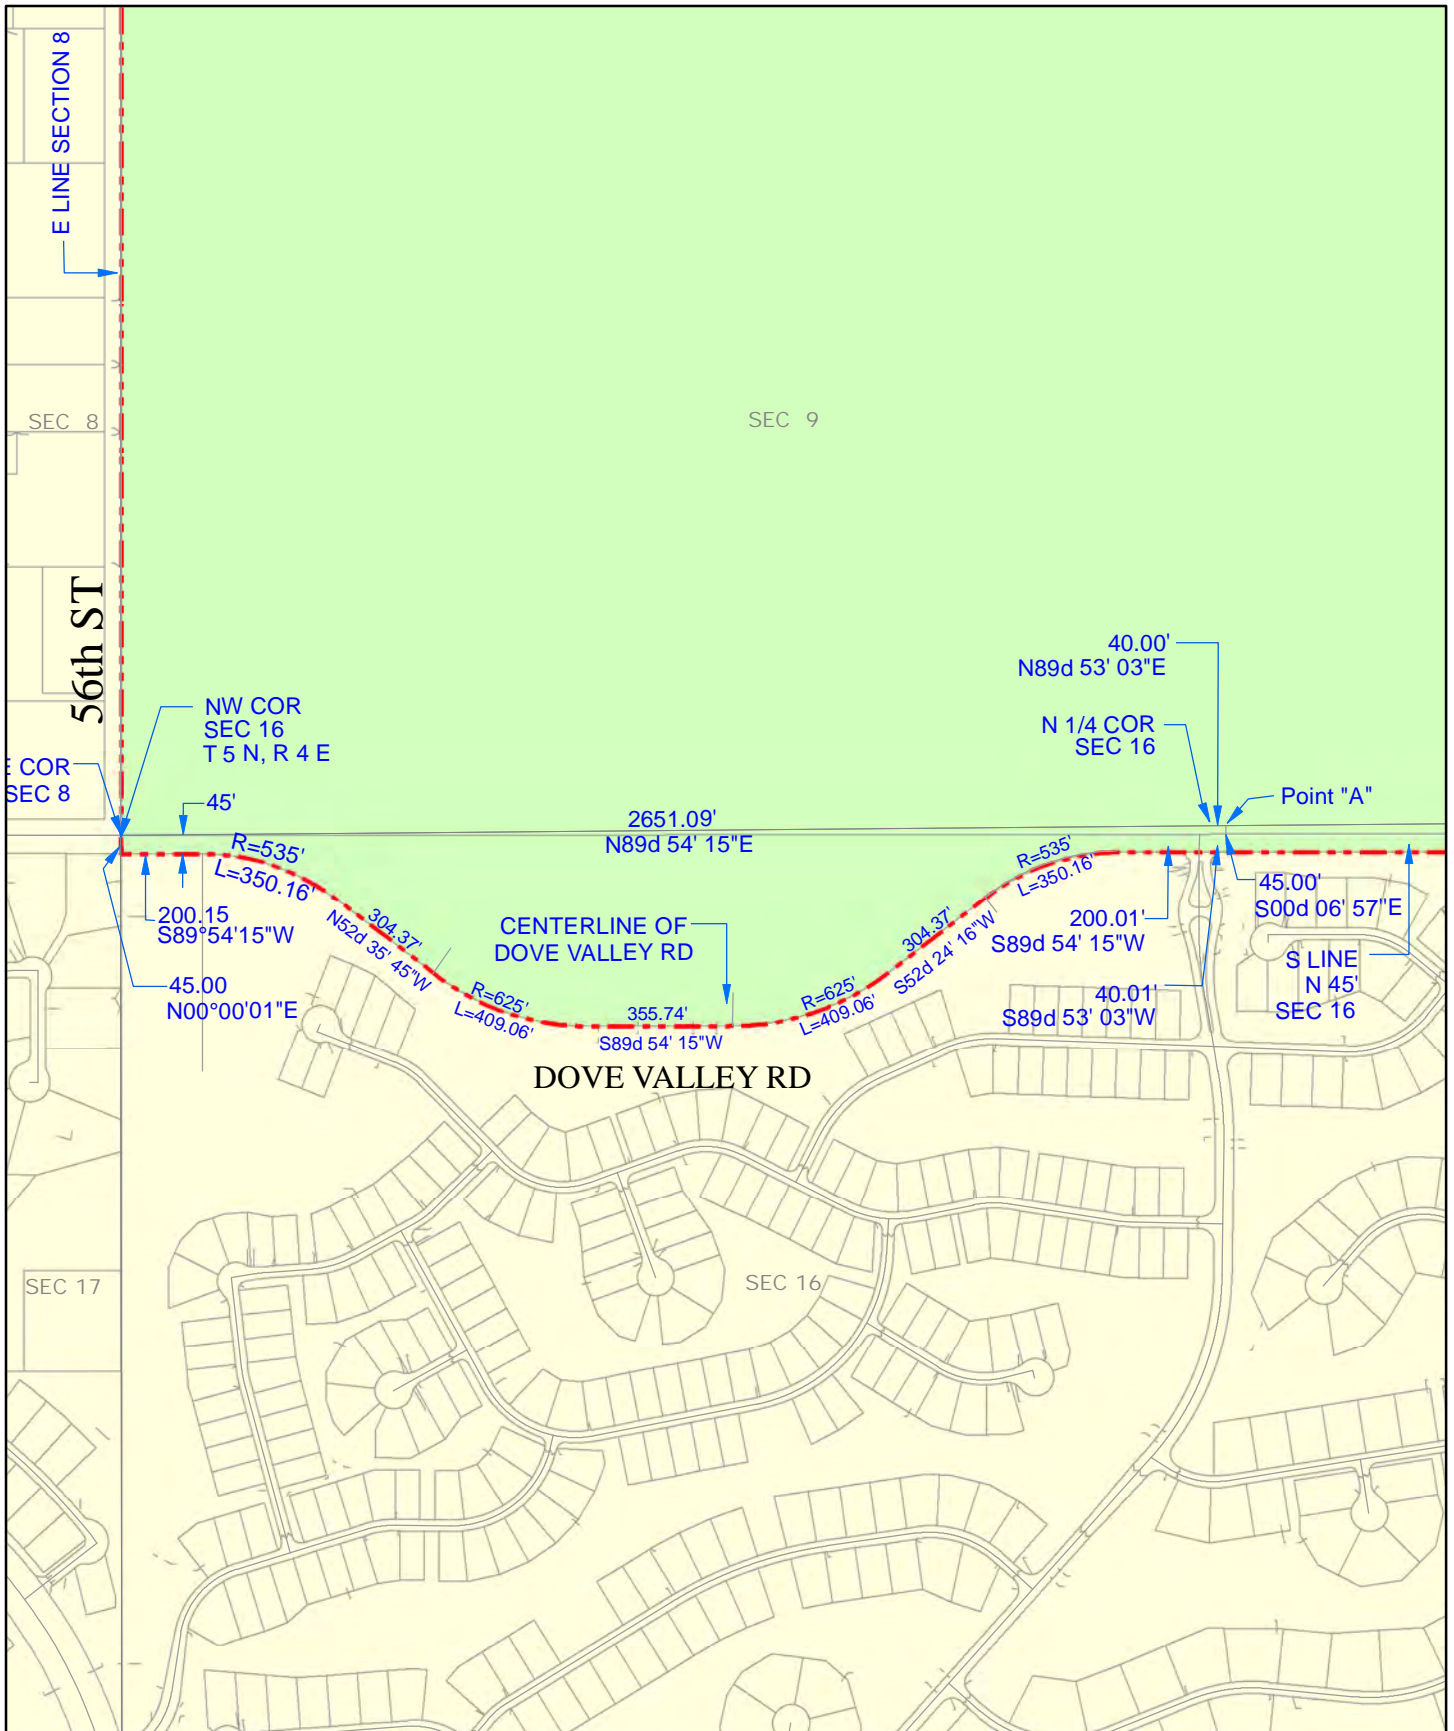 E LINE SECTION 8
SEC 8
SEC 9
56th ST
40.00'
N89d 53' 03"E
NW COR
SEC 16
T 5 N, R 4 E
N 1/4 COR
SEC 16
COR
SEC 8
45'
Point "A"
2651.09'
N89d 54' 15"E
R=535'
L=350.16'
R=535'
L=350.16'
45.00'
S00d 06' 57"E
200.15
S89°54'15"W
304.37'
N52d 35' 45"W
CENTERLINE OF
DOVE VALLEY RD
304.37'
S52d 24' 16"W
200.01'
S89d 54' 15"W
S LINE
N 45'
SEC 16
45.00
N00°00'01"E
R=625'
L=409.06'
355.74'
S89d 54' 15"W
R=625'
L=409.06'
40.01'
S89d 53' 03"W
DOVE VALLEY RD
SEC 17
SEC 16